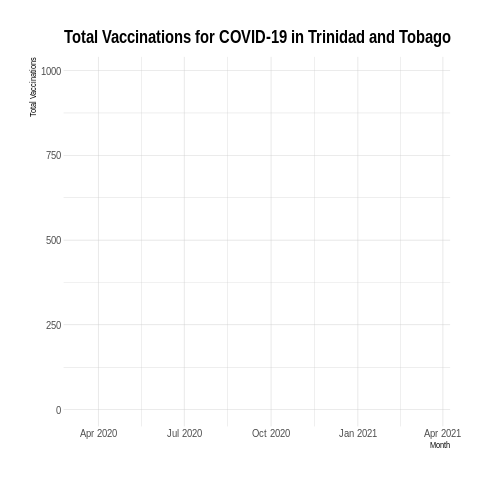 Total Vaccinations for COVID-19 in Trinidad and Tobago
Total Vaccinations
1000
750
500
250
0
Apr 2020 Jul 2020 Oct 2020 Jan 2021 Apr 2021
Month